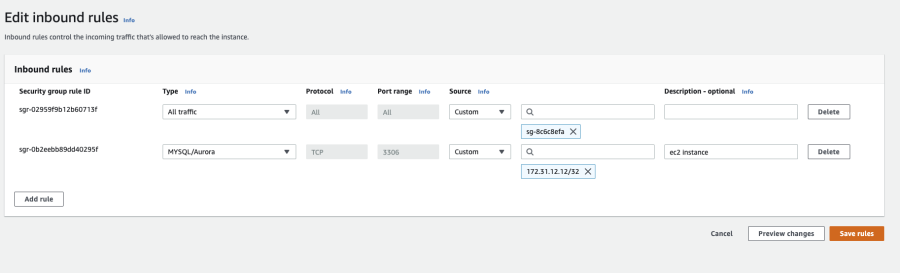 Edit inbound rules Info
Inbound rules control the incoming traffic that's allowed to reach the instance.
Inbound rules Info
Security group rule ID Type Info Protocol Info Port range Info Source Info Description - optional Info
sgr-02959f9b12b60713f All traffic All All Custom Delete
sg-8c6c8efa
sgr-0b2eebb89dd40295f MYSQL/Aurora TCP 3306 Custom ec2 instance Delete
172.31.12.12/32
Add rule
Cancel Preview changes Save rules